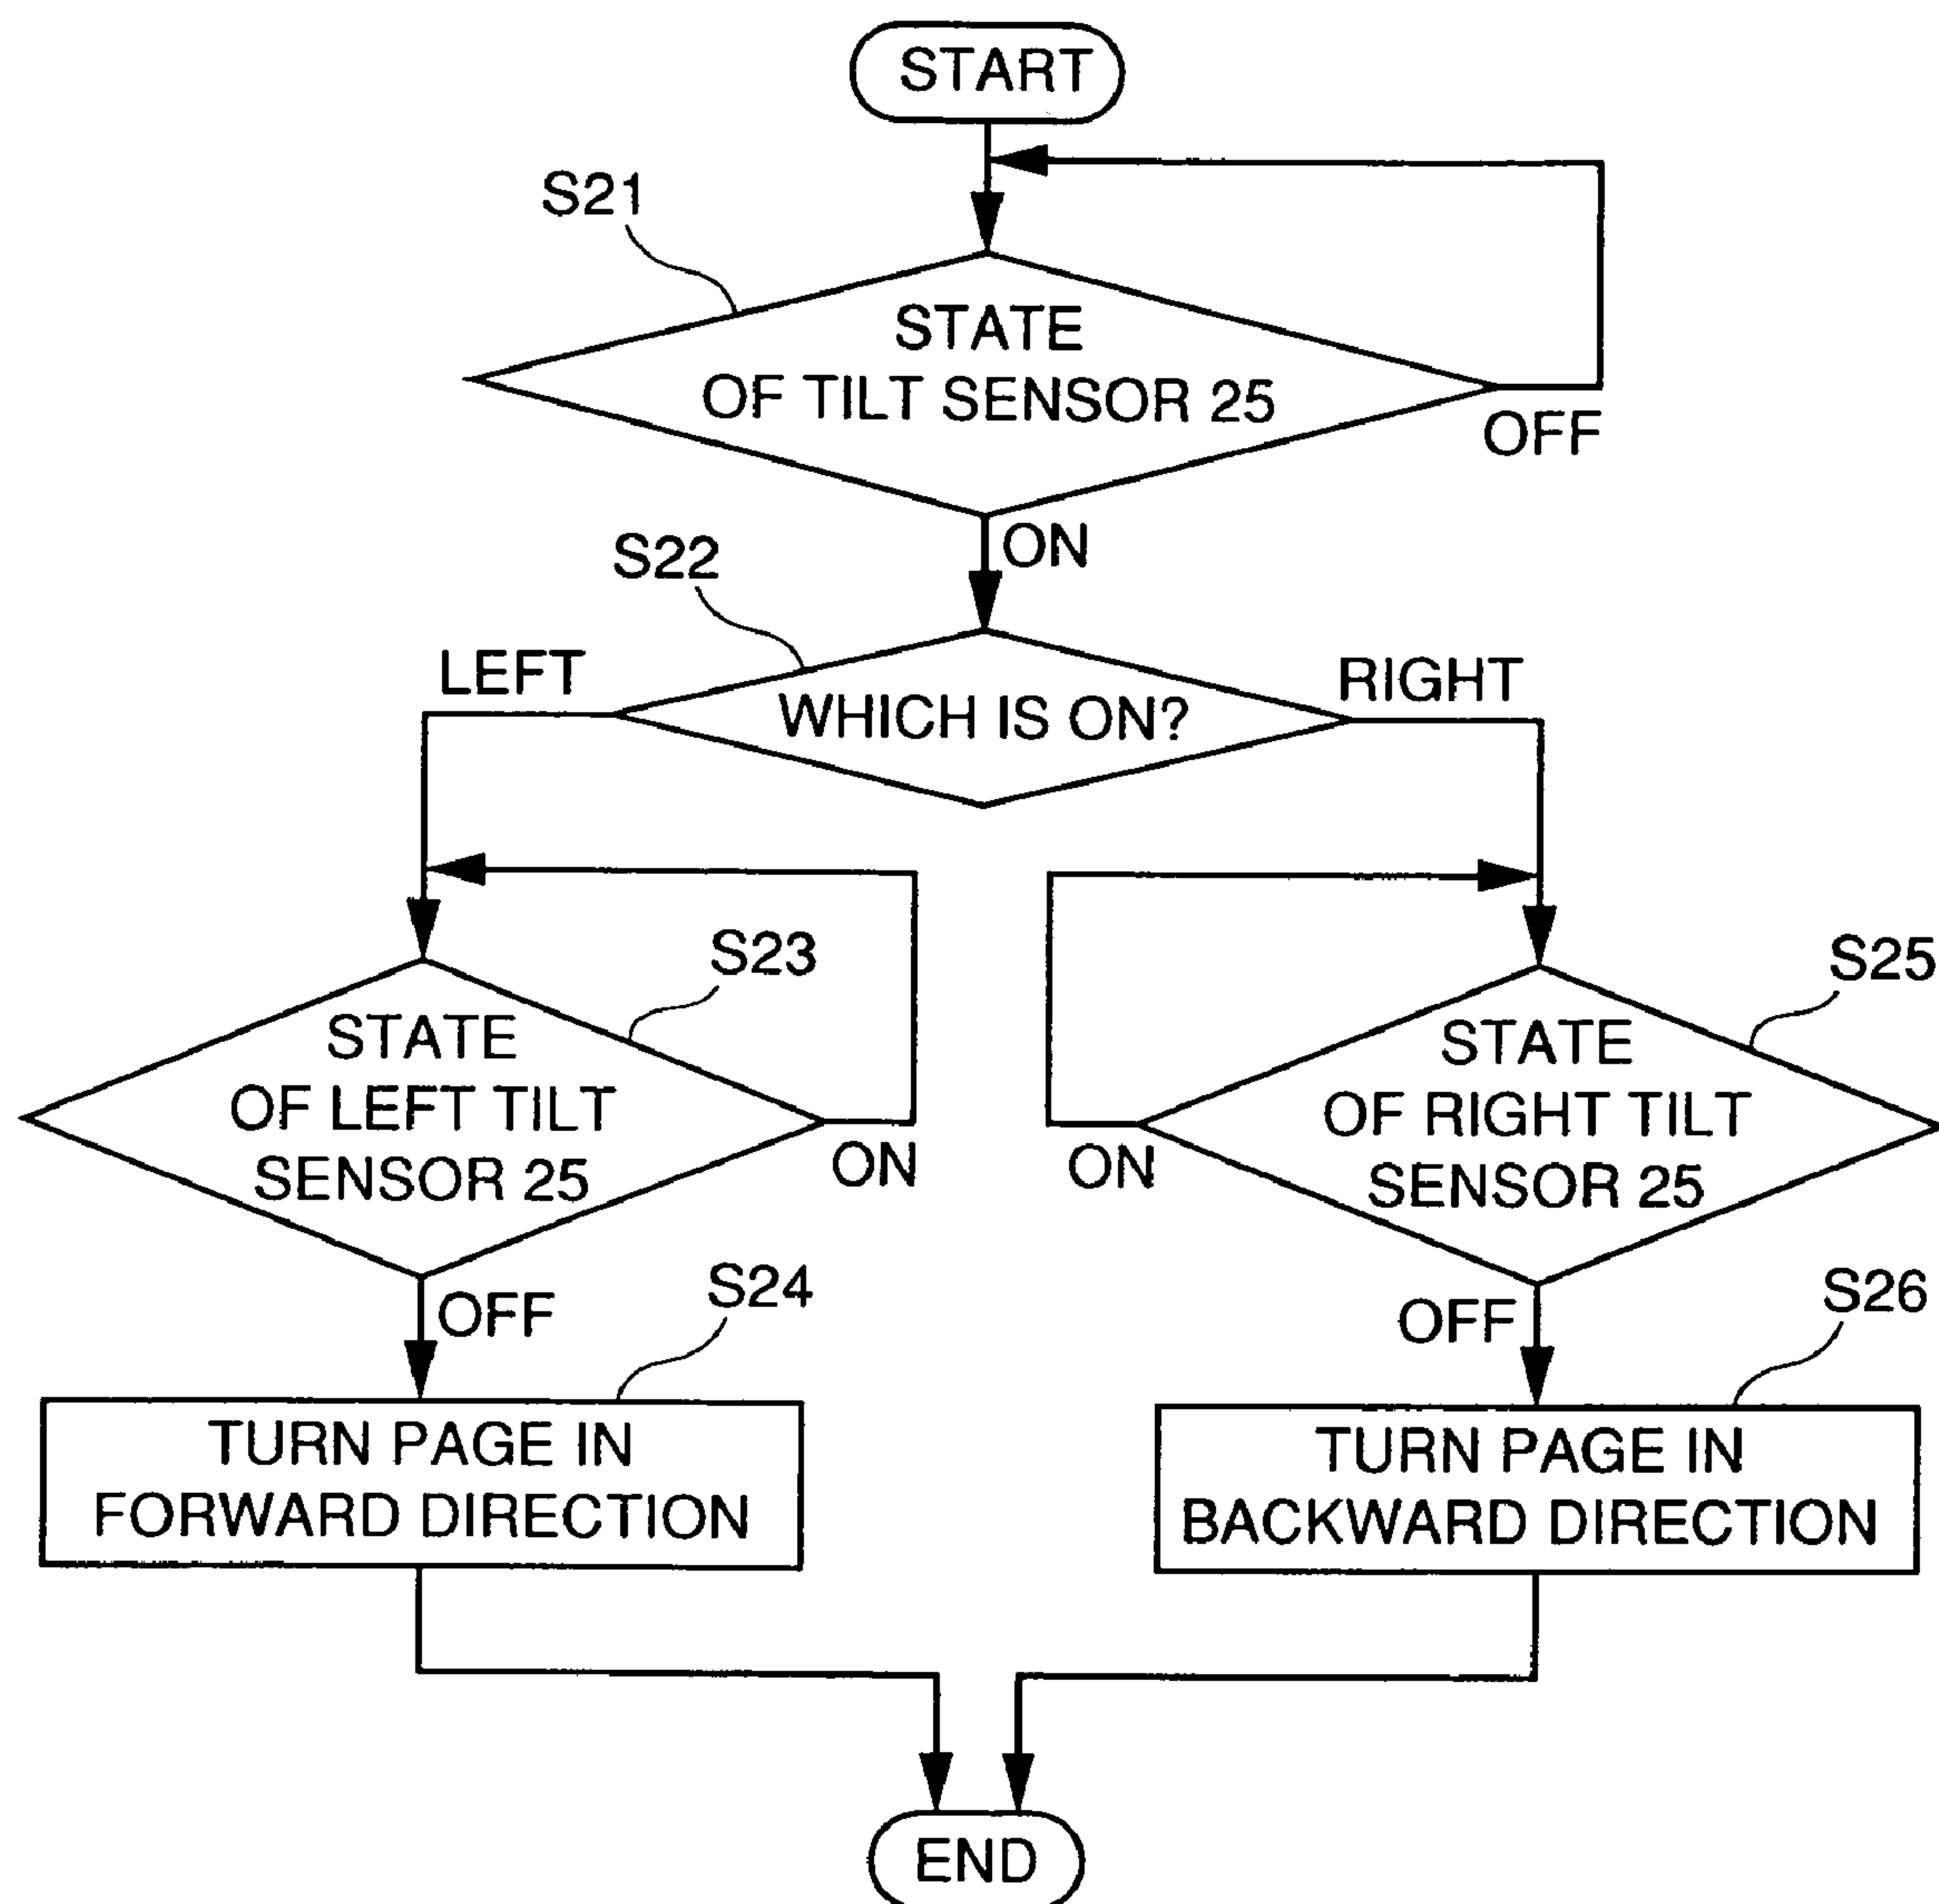 START
S21
STATE
OF TILT SENSOR 25
OFF
ON
S22
LEFT
WHICH IS ON?
RIGHT
S23
STATE
OF LEFT TILT
SENSOR 25
ON
S25
STATE
OF RIGHT TILT
SENSOR 25
ON
OFF
S24
TURN PAGE IN
FORWARD DIRECTION
OFF
S26
TURN PAGE IN
BACKWARD DIRECTION
END